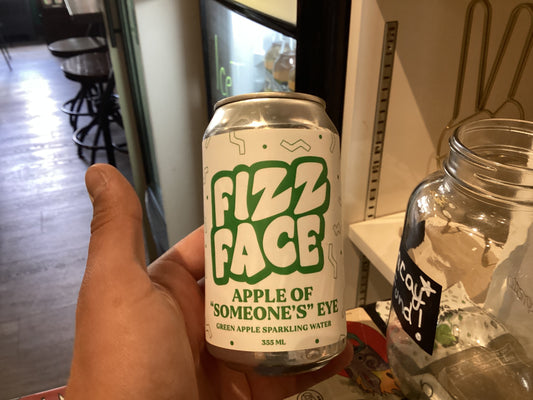 FIZZ
FACE
APPLE OF
"SOMEONE'S" EYE
GREEN APPLE SPARKLING WATER
355 ML